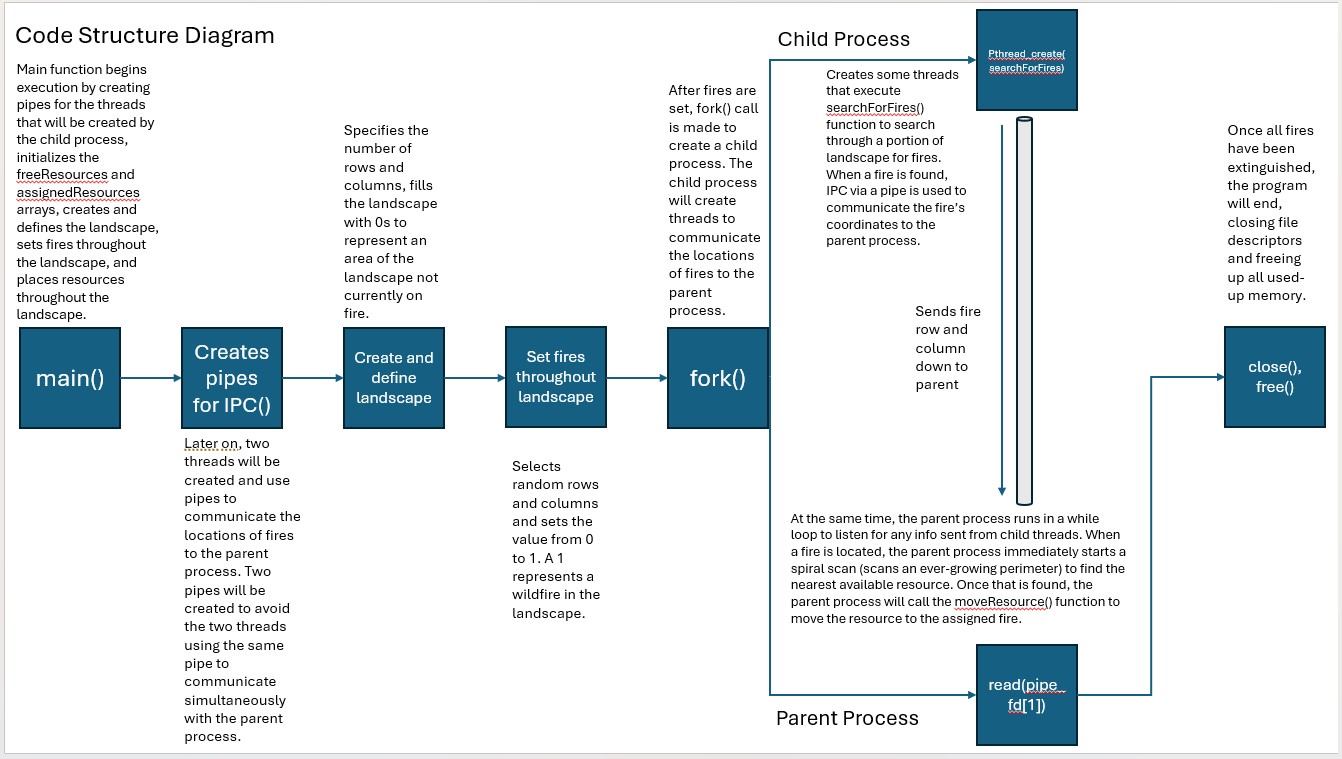 Code Structure Diagram
Main function begins
execution by creating
pipes for the threads
that will be created by
the child process,
initializes the
freeResources and
assignedResources
arrays, creates and
defines the landscape,
sets fires throughout
the landscape, and
places resources
throughout the
landscape.
main()
Creates
pipes
for IPC()
Later on, two
threads will be
created and use
pipes to
communicate the
locations of fires
to the parent
process. Two
pipes will be
created to avoid
the two threads
using the same
pipe to
communicate
simultaneously
with the parent
process.
Specifies the
number of
rows and
columns, fills
the landscape
with 0s to
represent an
area of the
landscape not
currently on
fire.
Create and
define
landscape
Set fires
throughout
landscape
Selects
random rows
and columns
and sets the
value from 0
to 1. A 1
represents a
wildfire in the
landscape.
After fires are
set, fork() call
is made to
create a child
process. The
child process
will create
threads to
communicate
the locations
of fires to the
parent
process.
fork()
Child Process
Creates some threads
that execute
searchForFires()
function to search
through a portion of
landscape for fires.
When a fire is found,
IPC via a pipe is used to
communicate the fire's
coordinates to the
parent process.
Pthread_create(
searchForFires)
Sends fire
row and
column
down to
parent
At the same time, the parent process runs in a while
loop to listen for any info sent from child threads. When
a fire is located, the parent process immediately starts a
spiral scan (scans an ever-growing perimeter) to find the
nearest available resource. Once that is found, the
parent process will call the moveResource() function to
move the resource to the assigned fire.
Parent Process
read(pipe_
fd[1])
Once all fires
have been
extinguished,
the program
will end,
closing file
descriptors
and freeing
up all used-
up memory.
close(),
free()